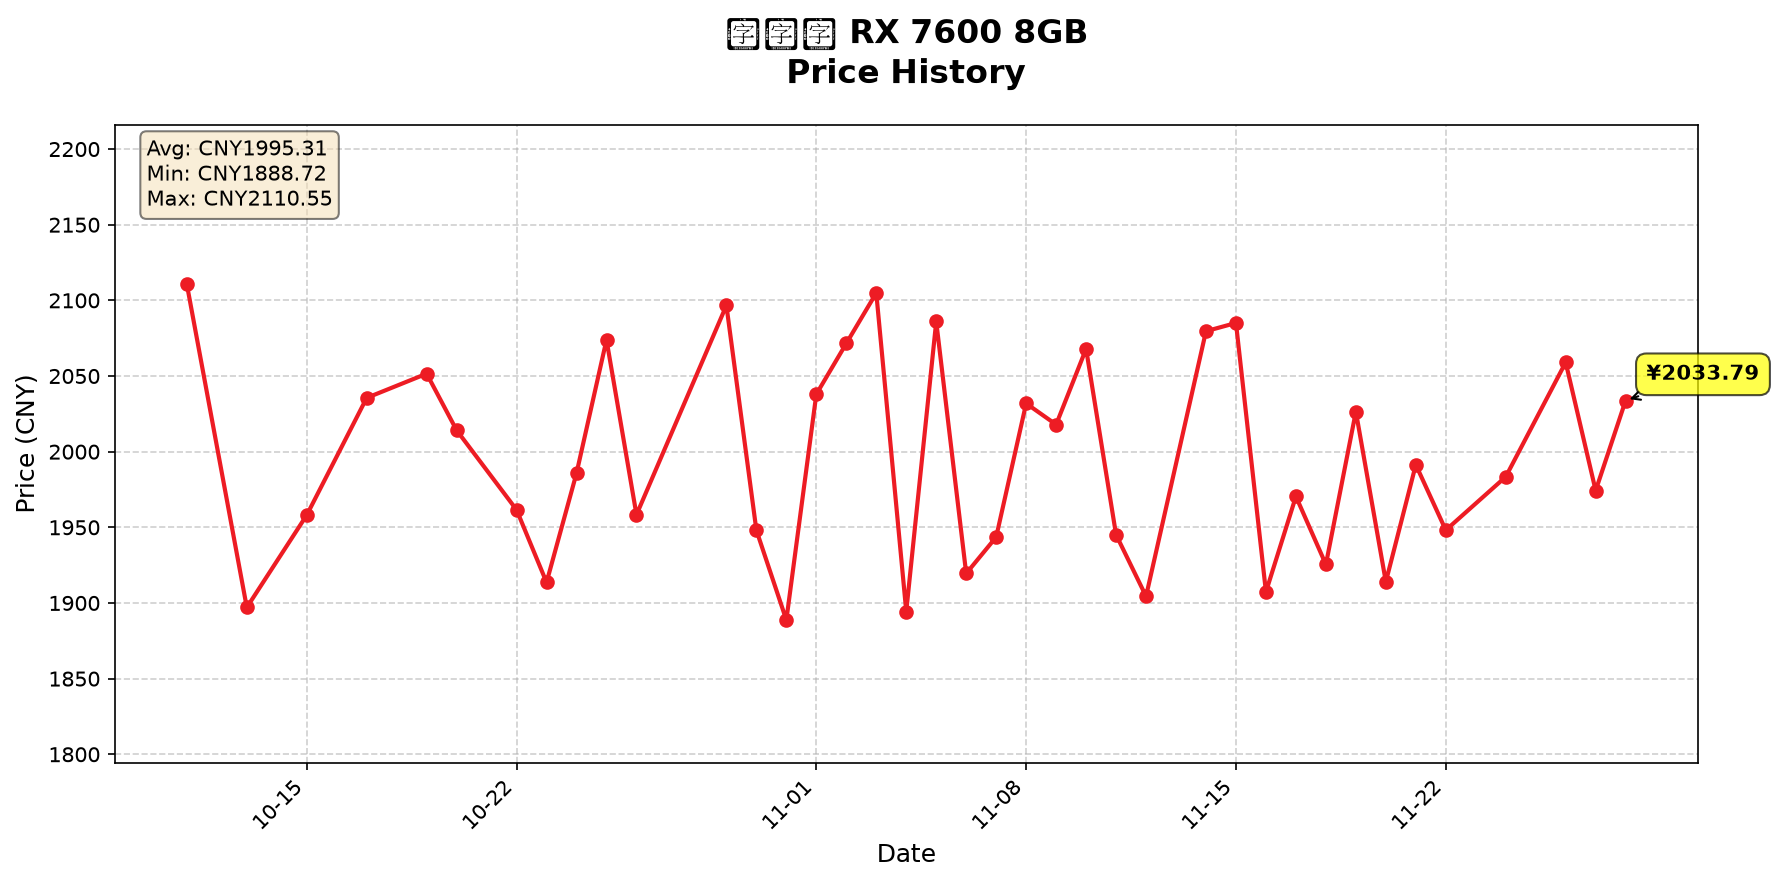 RX 7600 8GB
Price History
Avg: CNY1995.31
Min: CNY1888.72
Max: CNY2110.55
¥2033.79
Price (CNY)
2200
2150
2100
2050
2000
1950
1900
1850
1800
10-15
10-22
11-01
11-08
11-15
11-22
Date